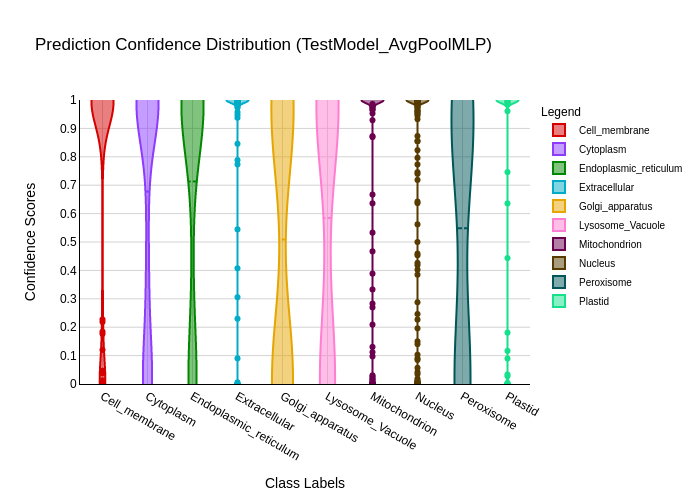 Prediction Confidence Distribution (TestModel_AvgPoolMLP)
Confidence Scores
1
0.9
0.8
0.7
0.6
0.5
0.4
0.3
0.2
0.1
0
Cell_membrane
Cytoplasm
Endoplasmic_reticulum
Extracellular
Golgi_apparatus
Lysosome_Vacuole
Mitochondrion
Nucleus
Peroxisome
Plastid
Class Labels
Legend
Cell_membrane
Cytoplasm
Endoplasmic_reticulum
Extracellular
Golgi_apparatus
Lysosome_Vacuole
Mitochondrion
Nucleus
Peroxisome
Plastid